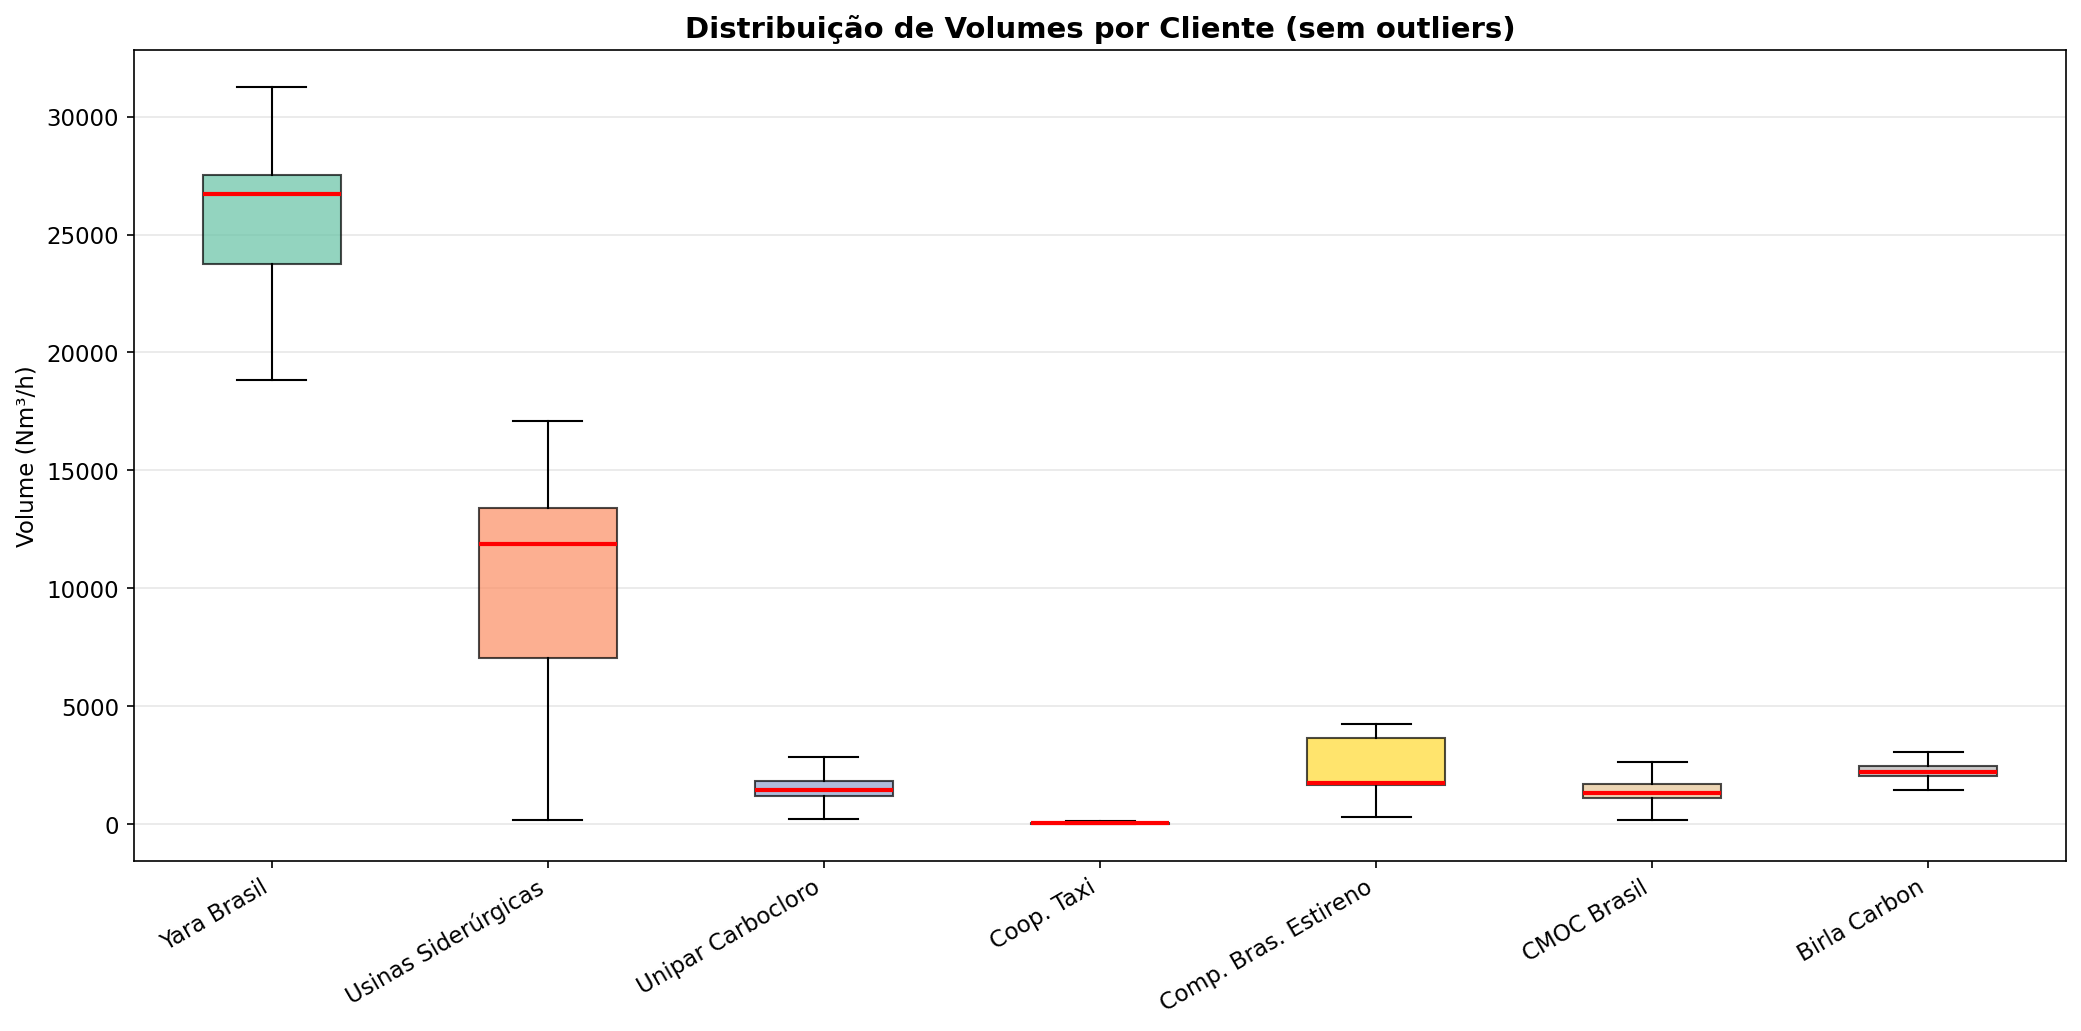 Distribuição de Volumes por Cliente (sem outliers)
Volume (Nm³/h)
30000
25000
20000
15000
10000
5000
0
Yara Brasil
Usinas Siderúrgicas
Unipar Carbocloro
Coop. Taxi
Comp. Bras. Estireno
CMOC Brasil
Birla Carbon